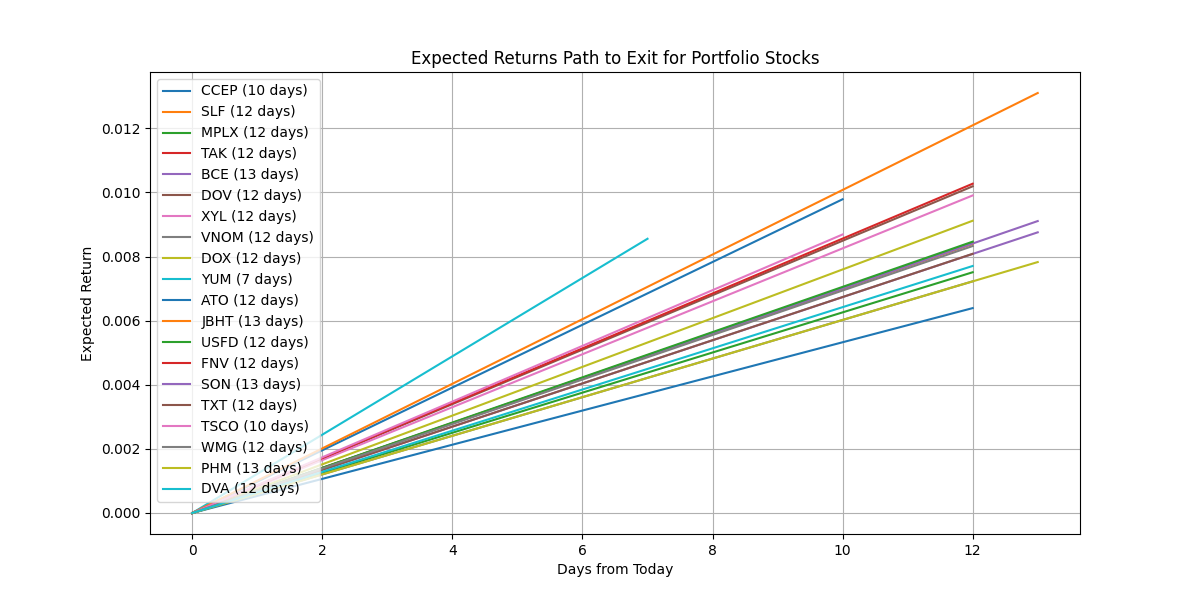 Expected Returns Path to Exit for Portfolio Stocks
CCEP (10 days)
SLF (12 days)
MPLX (12 days)
TAK (12 days)
BCE (13 days)
DOV (12 days)
XYL (12 days)
VNOM (12 days)
DOX (12 days)
YUM (7 days)
ATO (12 days)
JBHT (13 days)
USFD (12 days)
FNV (12 days)
SON (13 days)
TXT (12 days)
TSCO (10 days)
WMG (12 days)
PHM (13 days)
DVA (12 days)
Expected Return
0.012
0.010
0.008
0.006
0.004
0.002
0.000
0 2 4 6 8 10 12
Days from Today